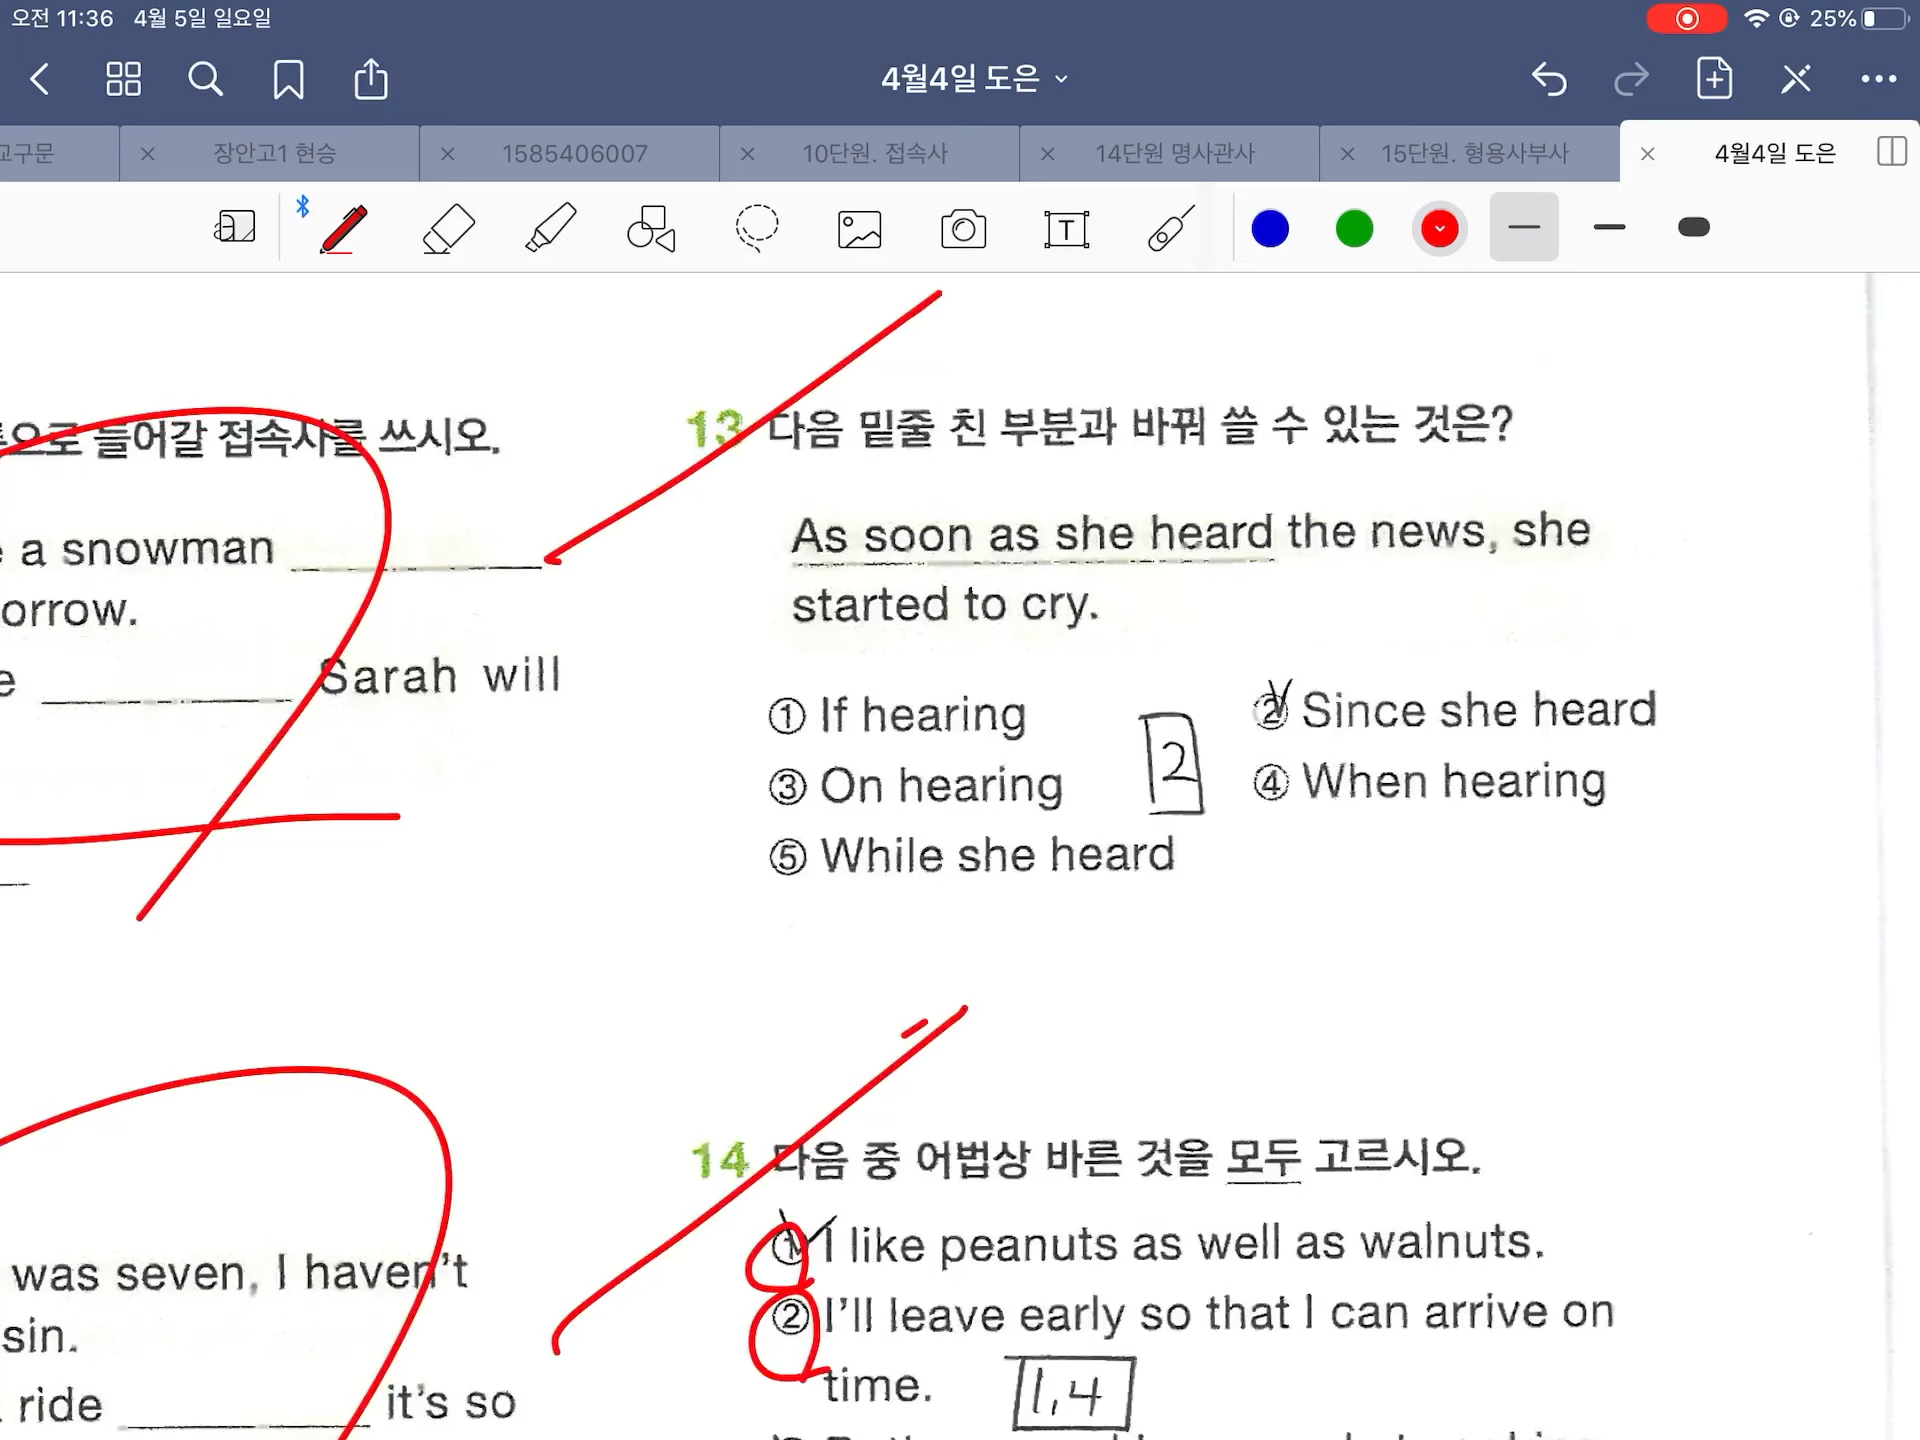 오전 11:36 4월 5일 일요일
25%
4월4일 도은
교구문
장안고1 현승
1585406007
10단원. 접속사
14단원 명사관사
15단원. 형용사부사
4월4일 도은
으로 들어갈 접속사를 쓰시오.
a snowman
orrow.
Sarah will
was seven, I haven't
sin.
ride it's so
13 다음 밑줄 친 부분과 바꿔 쓸 수 있는 것은?
As soon as she heard the news, she
started to cry.
① If hearing ② Since she heard
③ On hearing 2 ④ When hearing
⑤ While she heard
14 다음 중 어법상 바른 것을 모두 고르시오.
① I like peanuts as well as walnuts.
② I'll leave early so that I can arrive on
time. 1,4